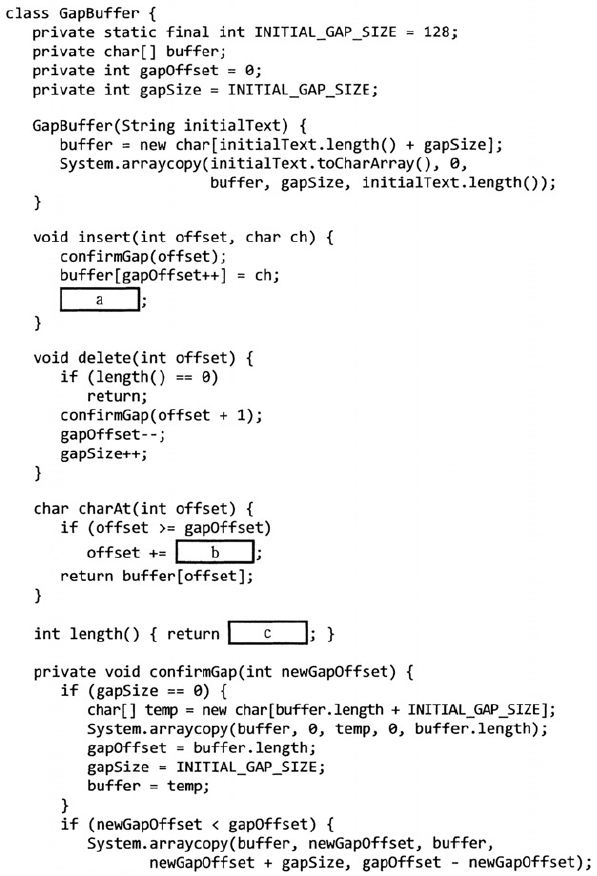 class GapBuffer {
   private static final int INITIAL_GAP_SIZE = 128;
   private char[] buffer;
   private int gapOffset = 0;
   private int gapSize = INITIAL_GAP_SIZE;

   GapBuffer(String initialText) {
      buffer = new char[initialText.length() + gapSize];
      System.arraycopy(initialText.toCharArray(), 0,
                       buffer, gapSize, initialText.length());
   }

   void insert(int offset, char ch) {
      confirmGap(offset);
      buffer[gapOffset++] = ch;
      a;
   }

   void delete(int offset) {
      if (length() == 0)
         return;
      confirmGap(offset + 1);
      gapOffset--;
      gapSize++;
   }

   char charAt(int offset) {
      if (offset >= gapOffset)
         offset += b;
      return buffer[offset];
   }

   int length() { return c; }

   private void confirmGap(int newGapOffset) {
      if (gapSize == 0) {
         char[] temp = new char[buffer.length + INITIAL_GAP_SIZE];
         System.arraycopy(buffer, 0, temp, 0, buffer.length);
         gapOffset = buffer.length;
         gapSize = INITIAL_GAP_SIZE;
         buffer = temp;
      }
      if (newGapOffset < gapOffset) {
         System.arraycopy(buffer, newGapOffset, buffer,
               newGapOffset + gapSize, gapOffset - newGapOffset);